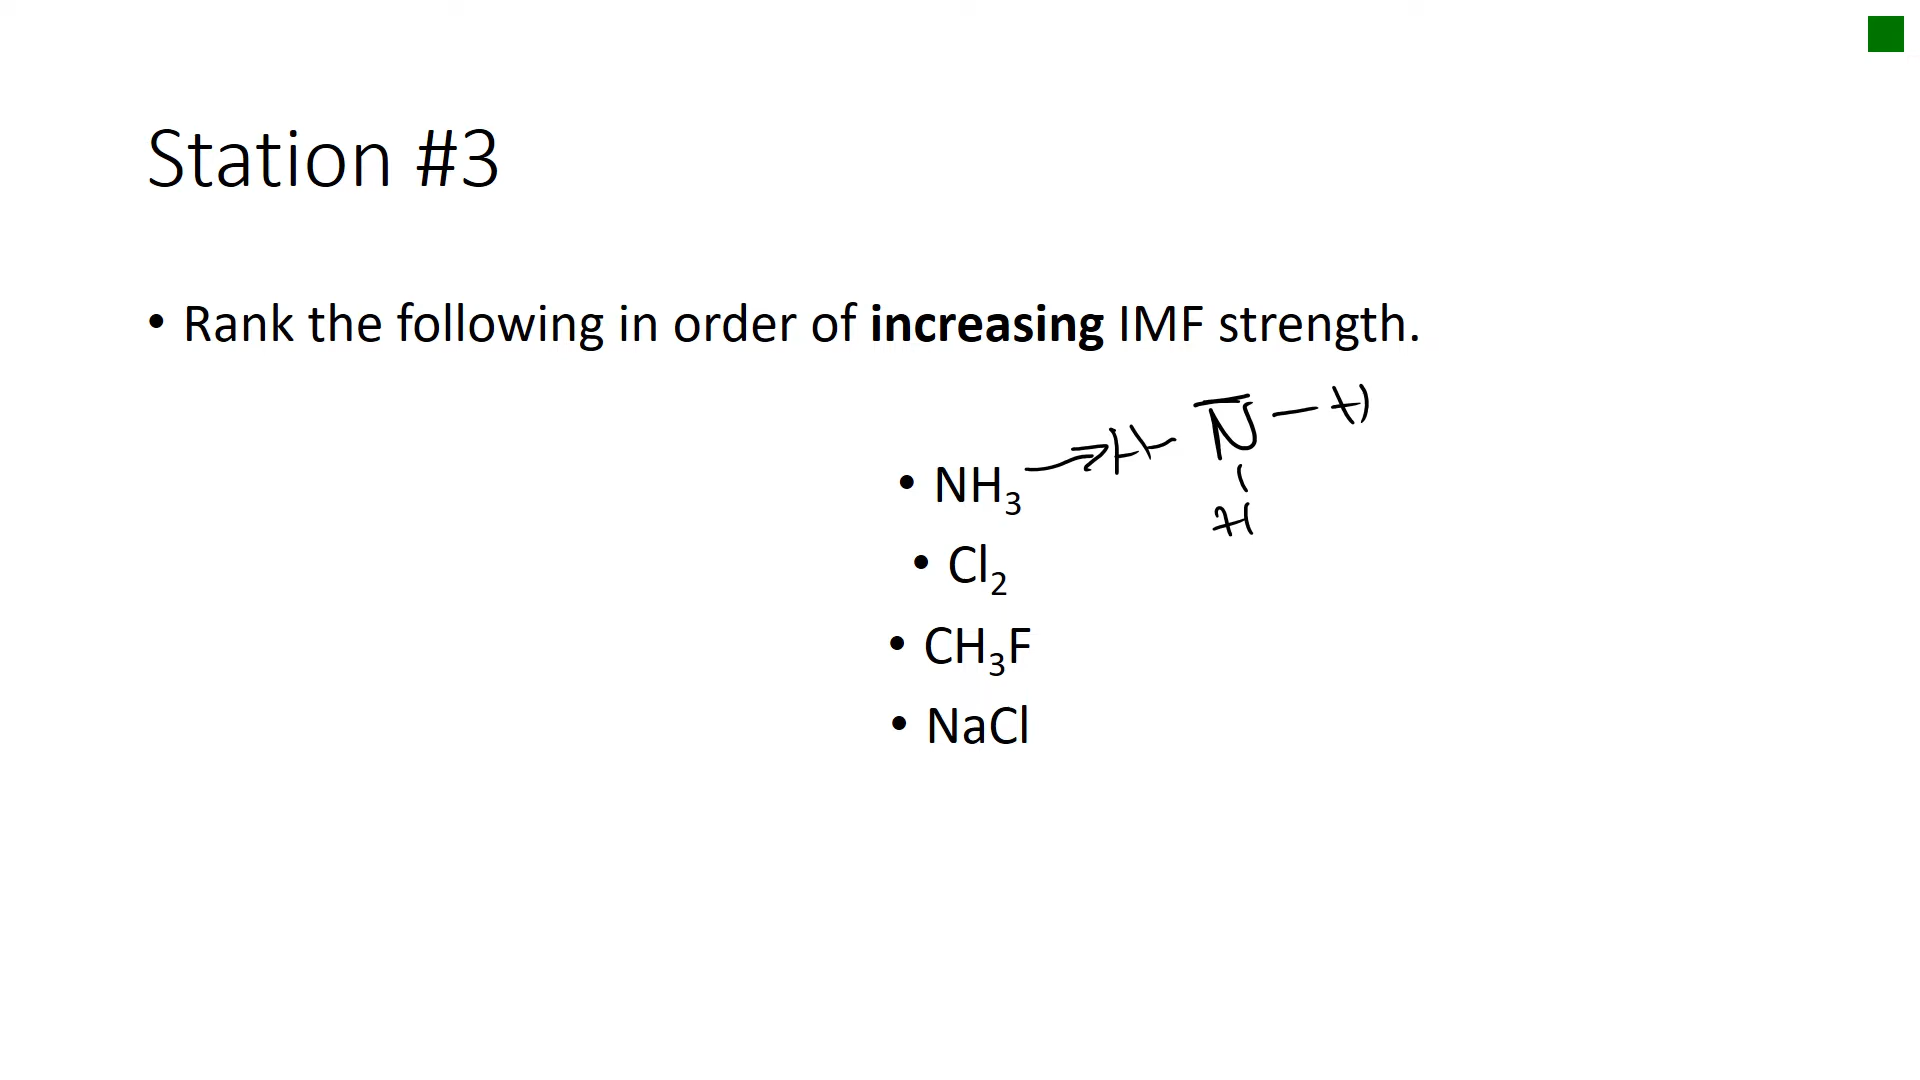 Station #3
• Rank the following in order of increasing IMF strength.
• NH₃ → H – N – H
H
• Cl₂
• CH₃F
• NaCl